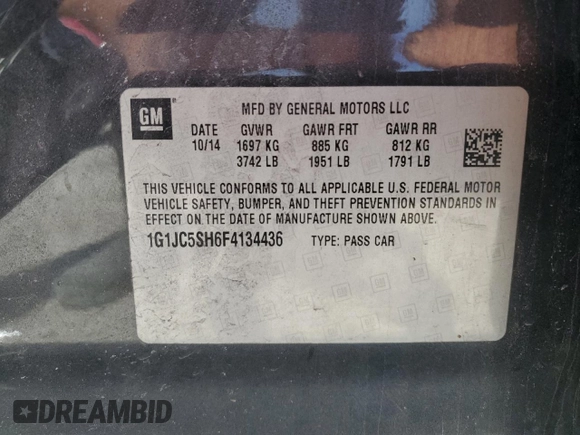 GM
MFD BY GENERAL MOTORS LLC
DATE GVWR GAWR FRT GAWR RR
10/14 1697 KG 885 KG 812 KG
3742 LB 1951 LB 1791 LB
THIS VEHICLE CONFORMS TO ALL APPLICABLE U.S. FEDERAL MOTOR
VEHICLE SAFETY, BUMPER, AND THEFT PREVENTION STANDARDS IN
EFFECT ON THE DATE OF MANUFACTURE SHOWN ABOVE.
1G1JC5SH6F4134436 TYPE: PASS CAR
DREAMBID